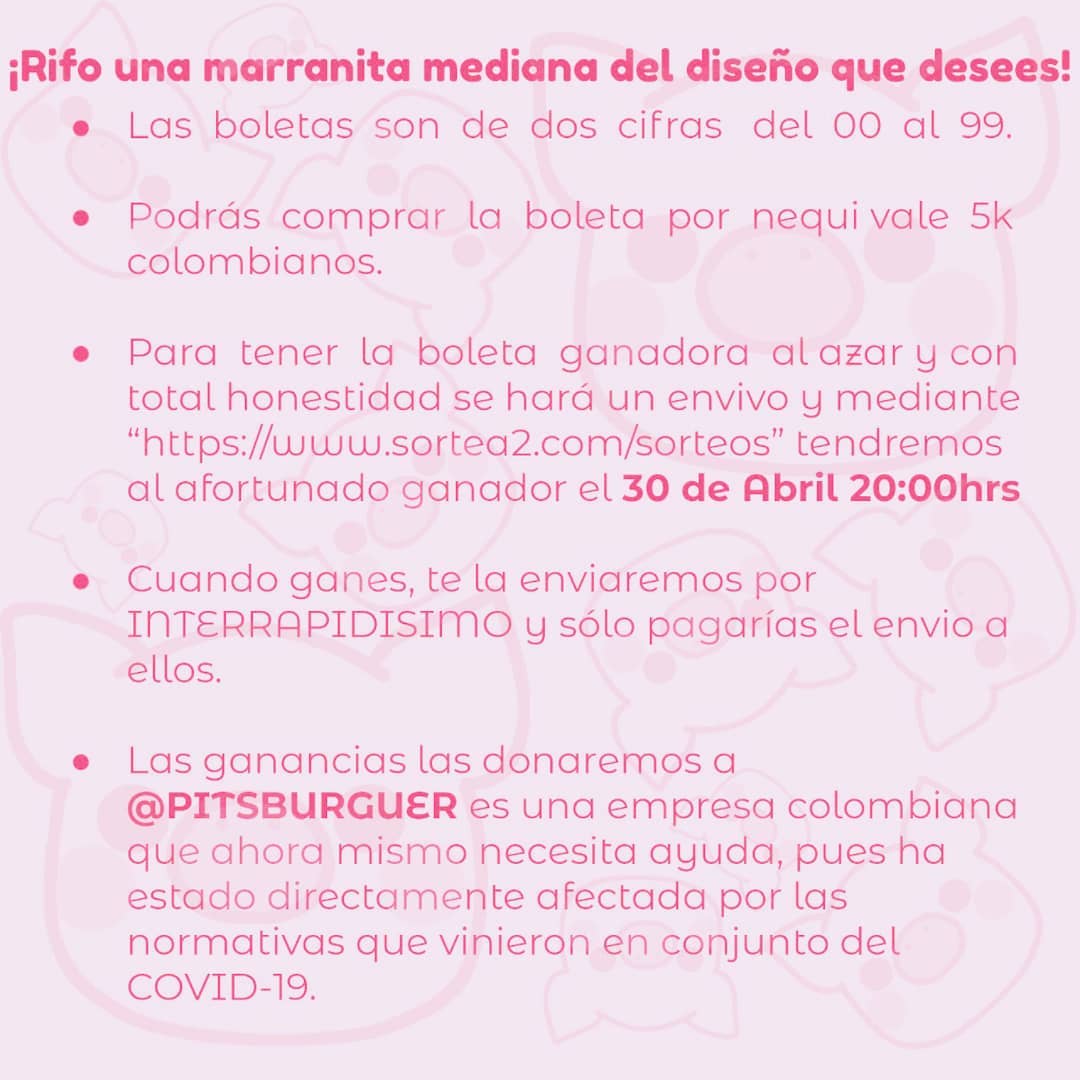 ¡Rifo una marranita mediana del diseño que desees!
● Las boletas son de dos cifras del 00 al 99.
● Podrás comprar la boleta por nequi vale 5k
colombianos.
● Para tener la boleta ganadora al azar y con
total honestidad se hará un envivo y mediante
“https://www.sortea2.com/sorteos” tendremos
al afortunado ganador el 30 de Abril 20:00hrs
● Cuando ganes, te la enviaremos por
INTERRAPIDISIMO y sólo pagarías el envio a
ellos.
● Las ganancias las donaremos a
@PITSBURGUER es una empresa colombiana
que ahora mismo necesita ayuda, pues ha
estado directamente afectada por las
normativas que vinieron en conjunto del
COVID-19.